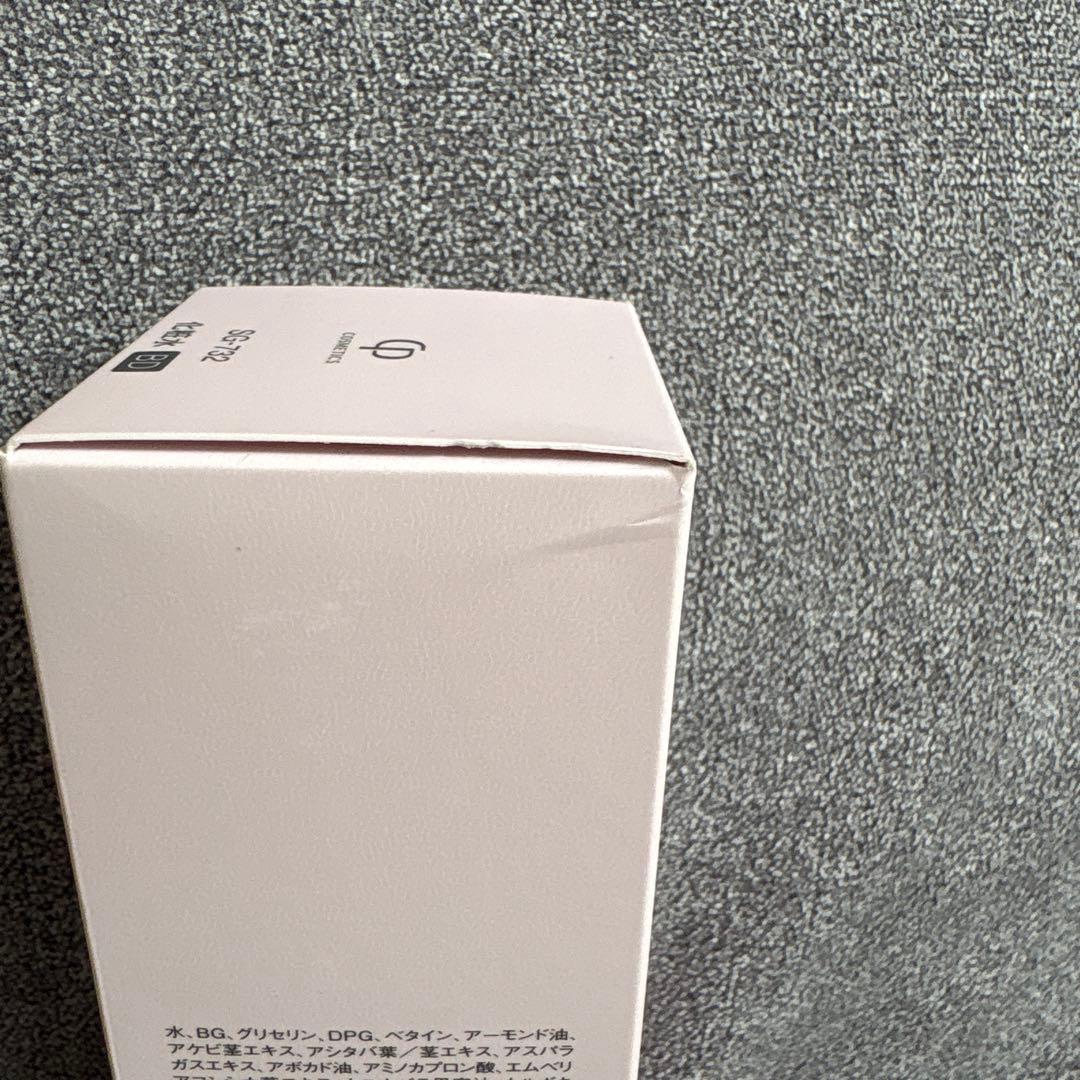 φ
COSMETICS
SG-732
化粧水 BD
水、BG、グリセリン、DPG、ベタイン、アーモンド油、
アケビ茎エキス、アシタバ葉／茎エキス、アスパラ
ガスエキス、アボカド油、アミノカプロン酸、エムベリ